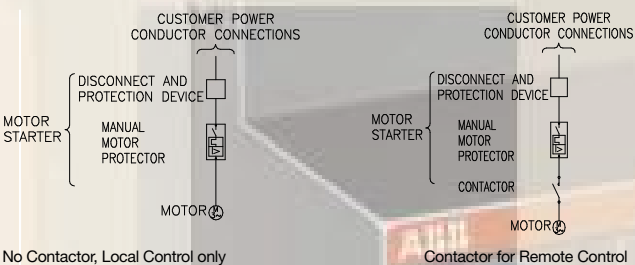 CUSTOMER POWER
CONDUCTOR CONNECTIONS
DISCONNECT AND
PROTECTION DEVICE
MOTOR
STARTER
MANUAL
MOTOR
PROTECTOR
MOTOR
M
No Contactor, Local Control only
CUSTOMER POWER
CONDUCTOR CONNECTIONS
DISCONNECT AND
PROTECTION DEVICE
MOTOR
STARTER
MANUAL
MOTOR
PROTECTOR
CONTACTOR
MOTOR
M
Contactor for Remote Control